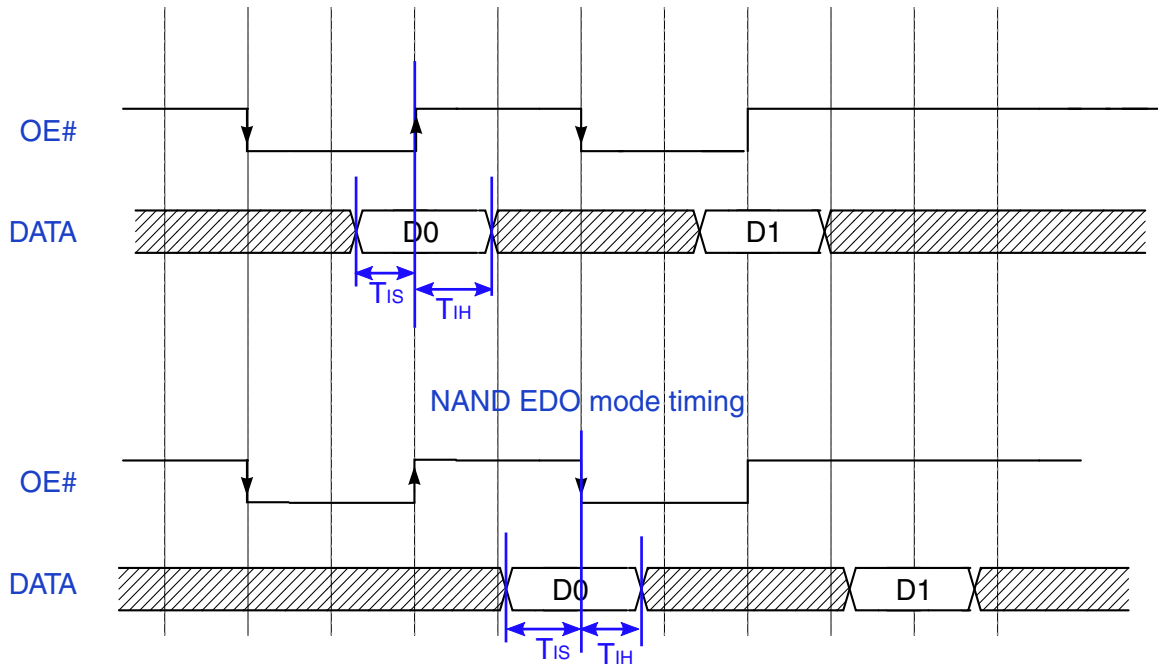 OE#
DATA
D0
D1
TIS
TIH
NAND EDO mode timing
OE#
DATA
D0
D1
TIS
TIH